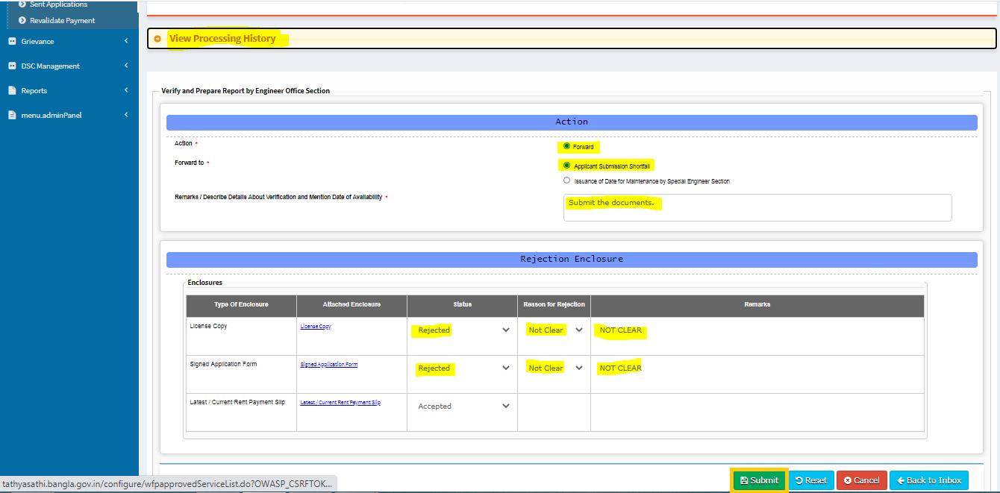 Sent Applications
Revalidate Payment
Grievance
DSC Management
Reports
menu.adminPanel
View Processing History
Verify and Prepare Report by Engineer Office Section
Action
Action *
Forward
Forward to *
Applicant Submission Shortfall
Issuance of Date for Maintenance by Special Engineer Section
Remarks / Describe Details About Verification and Mention Date of Availability *
Submit the documents.
Rejection Enclosure
Enclosures
Type Of Enclosure Attached Enclosure Status Reason for Rejection Remarks
License Copy License Copy Rejected Not Clear NOT CLEAR
Signed Application Form Signed Application Form Rejected Not Clear NOT CLEAR
Latest / Current Rent Payment Slip Latest / Current Rent Payment Slip Accepted
Submit Reset Cancel Back to Inbox
tathyasathi.bangla.gov.in/configure/wfpapprovedServiceList.do?OWASP_CSRFTOK...